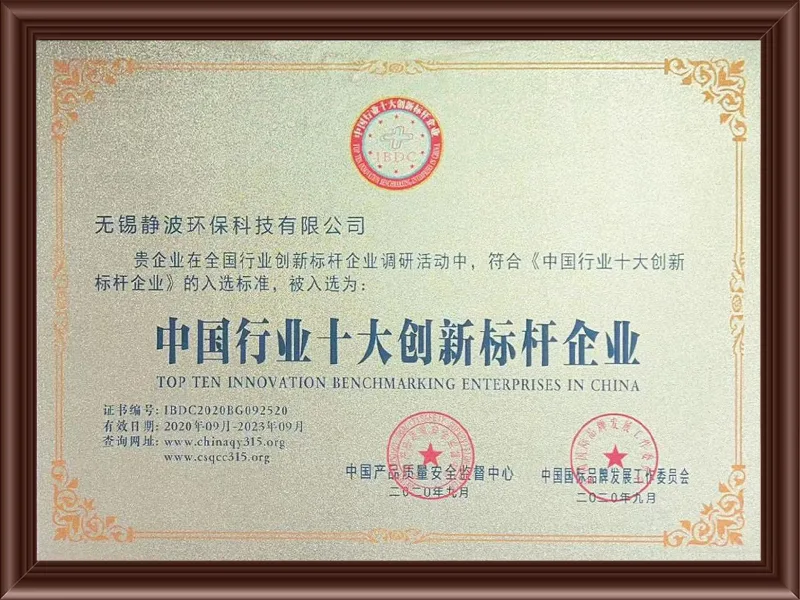 中国行业十大创新标杆企业
IBDC
TOP TEN INNOVATION BENCHMARKING ENTERPRISES IN CHINA
无锡静波环保科技有限公司
贵企业在全国行业创新标杆企业调研活动中，符合《中国行业十大创新
标杆企业》的入选标准，被入选为：
中国行业十大创新标杆企业
TOP TEN INNOVATION BENCHMARKING ENTERPRISES IN CHINA
证书编号: IBDC2020BG092520
有效日期: 2020年09月-2023年09月
查询网址: www.chinaqy315.org
www.csqcc315.org
中国产品质量安全监督中心
二〇二〇年九月
中国国际品牌发展工作委员会
二〇二〇年九月